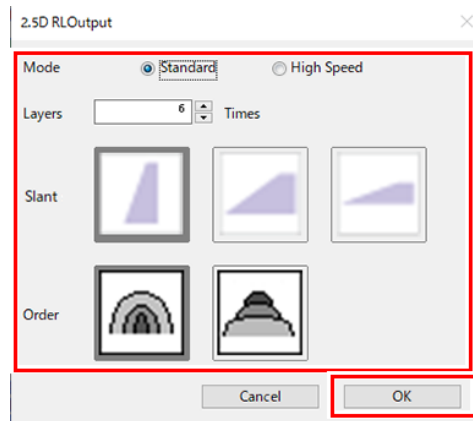 2.5D RLOutput
Mode Standard High Speed
Layers 6 Times
Slant
Order
Cancel OK